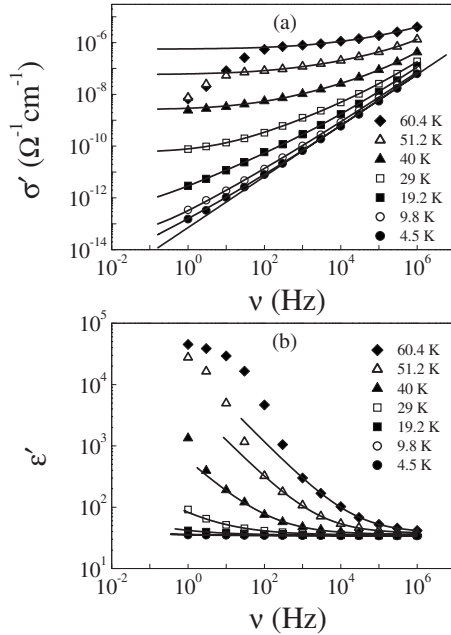 (a)
10⁻⁶
10⁻⁸
10⁻¹⁰
10⁻¹²
10⁻¹⁴
σ′ (Ω⁻¹cm⁻¹)
60.4 K
51.2 K
40 K
29 K
19.2 K
9.8 K
4.5 K
10⁻² 10⁰ 10² 10⁴ 10⁶
ν (Hz)
(b)
10⁵
10⁴
10³
10²
10¹
ε′
60.4 K
51.2 K
40 K
29 K
19.2 K
9.8 K
4.5 K
10⁻² 10⁰ 10² 10⁴ 10⁶
ν (Hz)